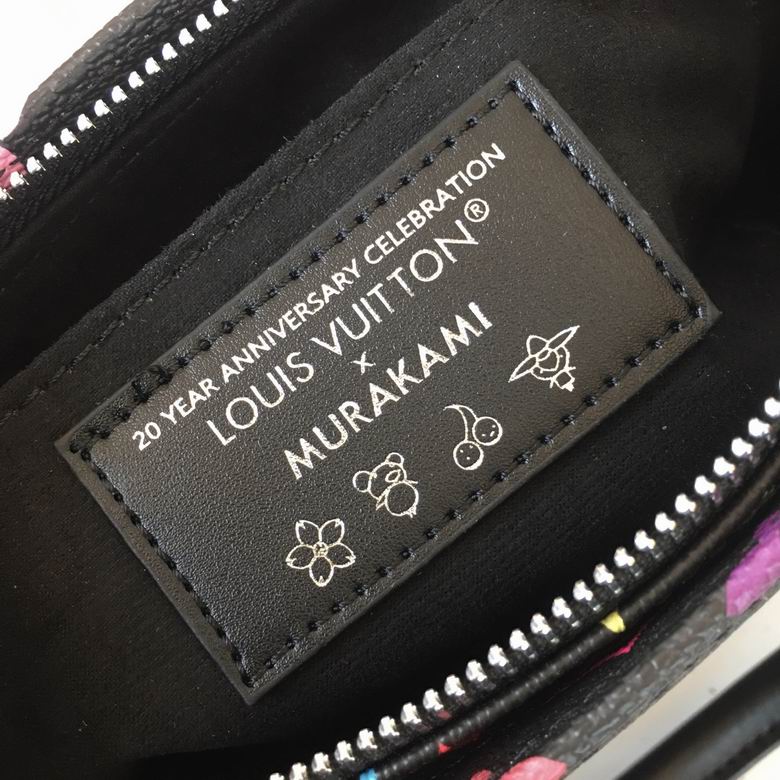 20 YEAR ANNIVERSARY CELEBRATION
LOUIS VUITTON®
×
MURAKAMI